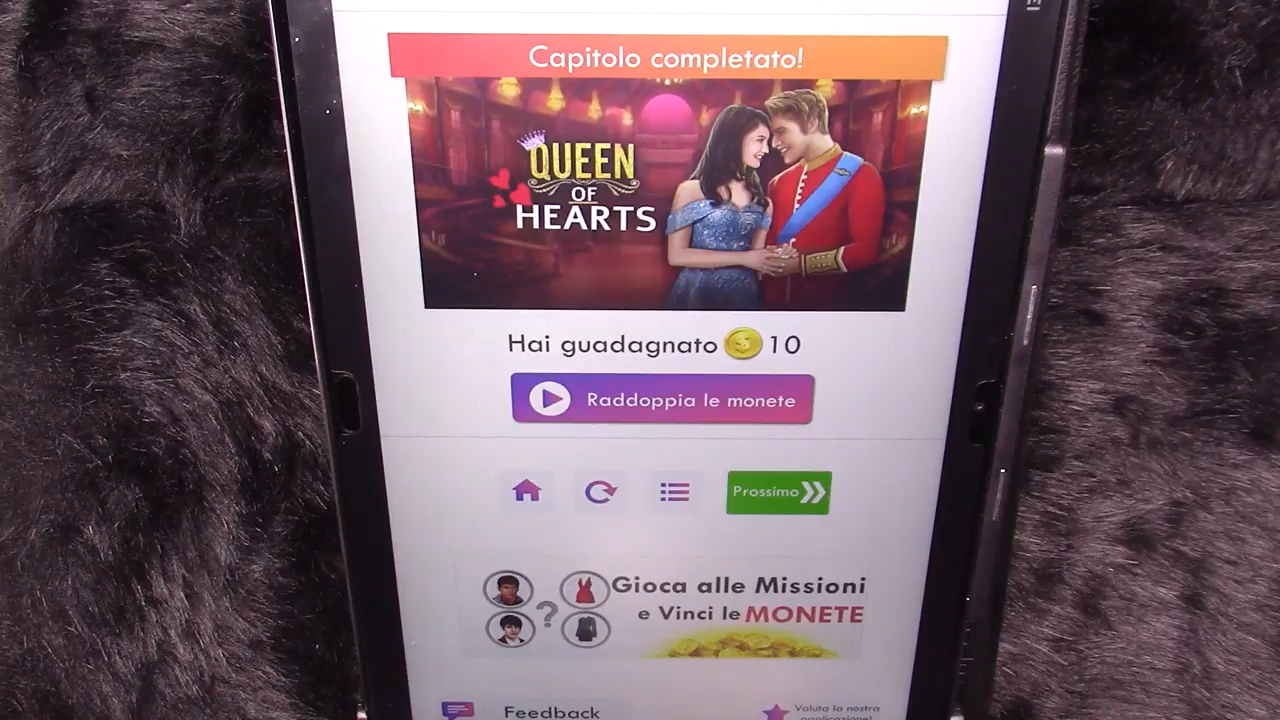 Capitolo completato!
QUEEN
OF
HEARTS
Hai guadagnato 10
Raddoppia le monete
Prossimo
Gioca alle Missioni
?
e Vinci le MONETE
Feedback
Valuta la nostra
applicazione!